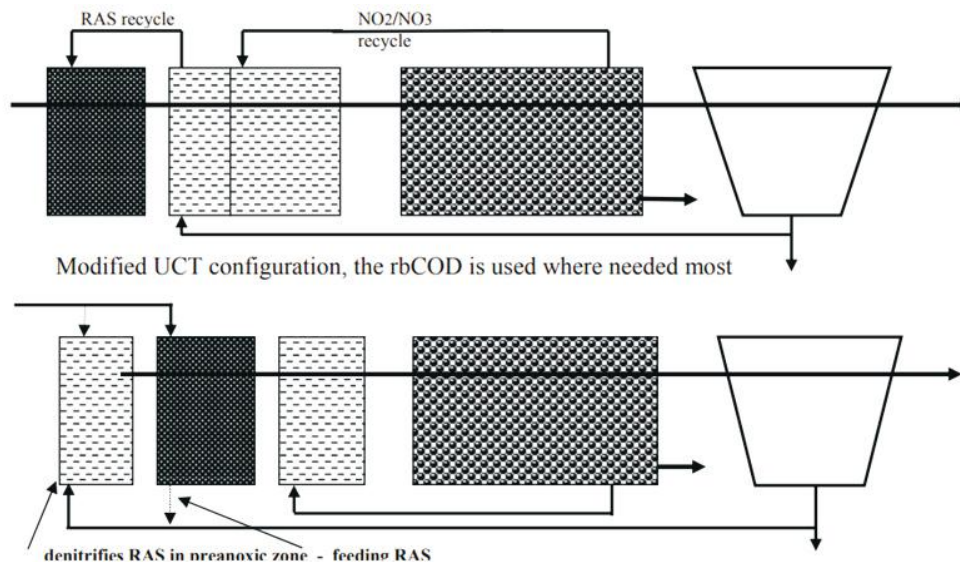 RAS recycle
NO2/NO3
recycle
Modified UCT configuration, the rbCOD is used where needed most
denitrifies RAS in preanoxic zone - feeding RAS